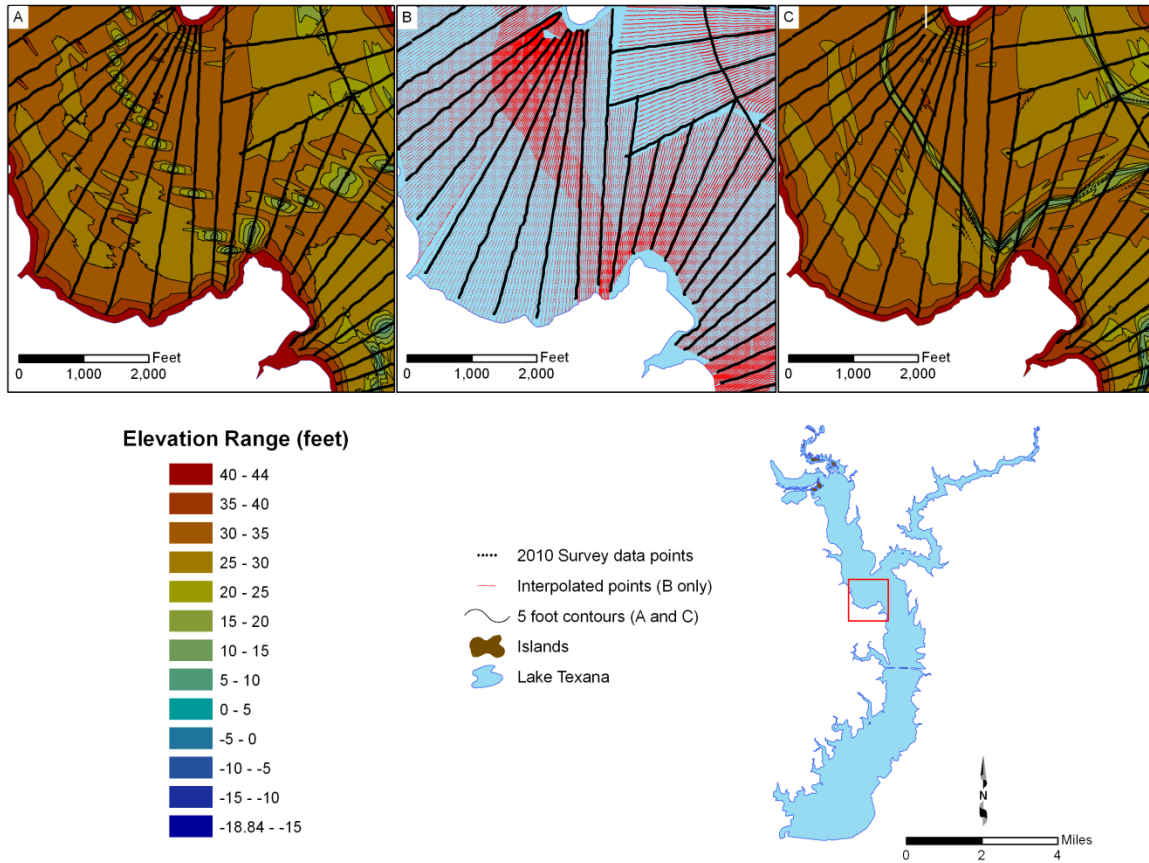 A
B
C
Feet
0 1,000 2,000
Feet
0 1,000 2,000
Feet
0 1,000 2,000
Elevation Range (feet)
40 - 44
35 - 40
30 - 35
25 - 30
20 - 25
15 - 20
10 - 15
5 - 10
0 - 5
-5 - 0
-10 - -5
-15 - -10
-18.84 - -15
2010 Survey data points
Interpolated points (B only)
5 foot contours (A and C)
Islands
Lake Texana
N
Miles
0 2 4